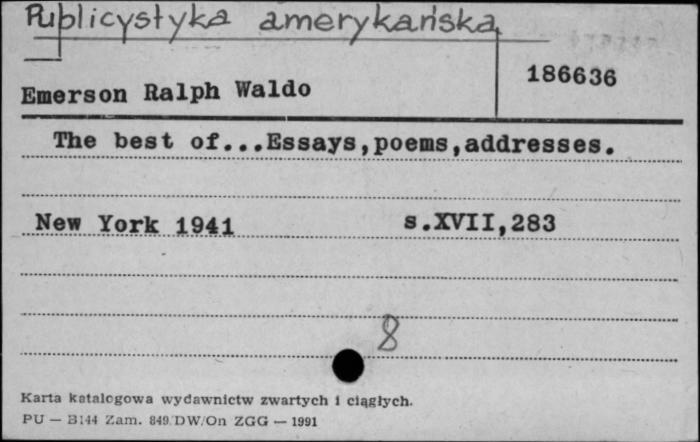 Publicystyka amerykańska
186636
Emerson Ralph Waldo
The best of...Essays,poems,addresses.
New York 1941 s.XVII,283
8
Karta katalogowa wydawnictw zwartych i ciągłych.
PU — B144 Zam. 849/DW/On ZGG — 1991